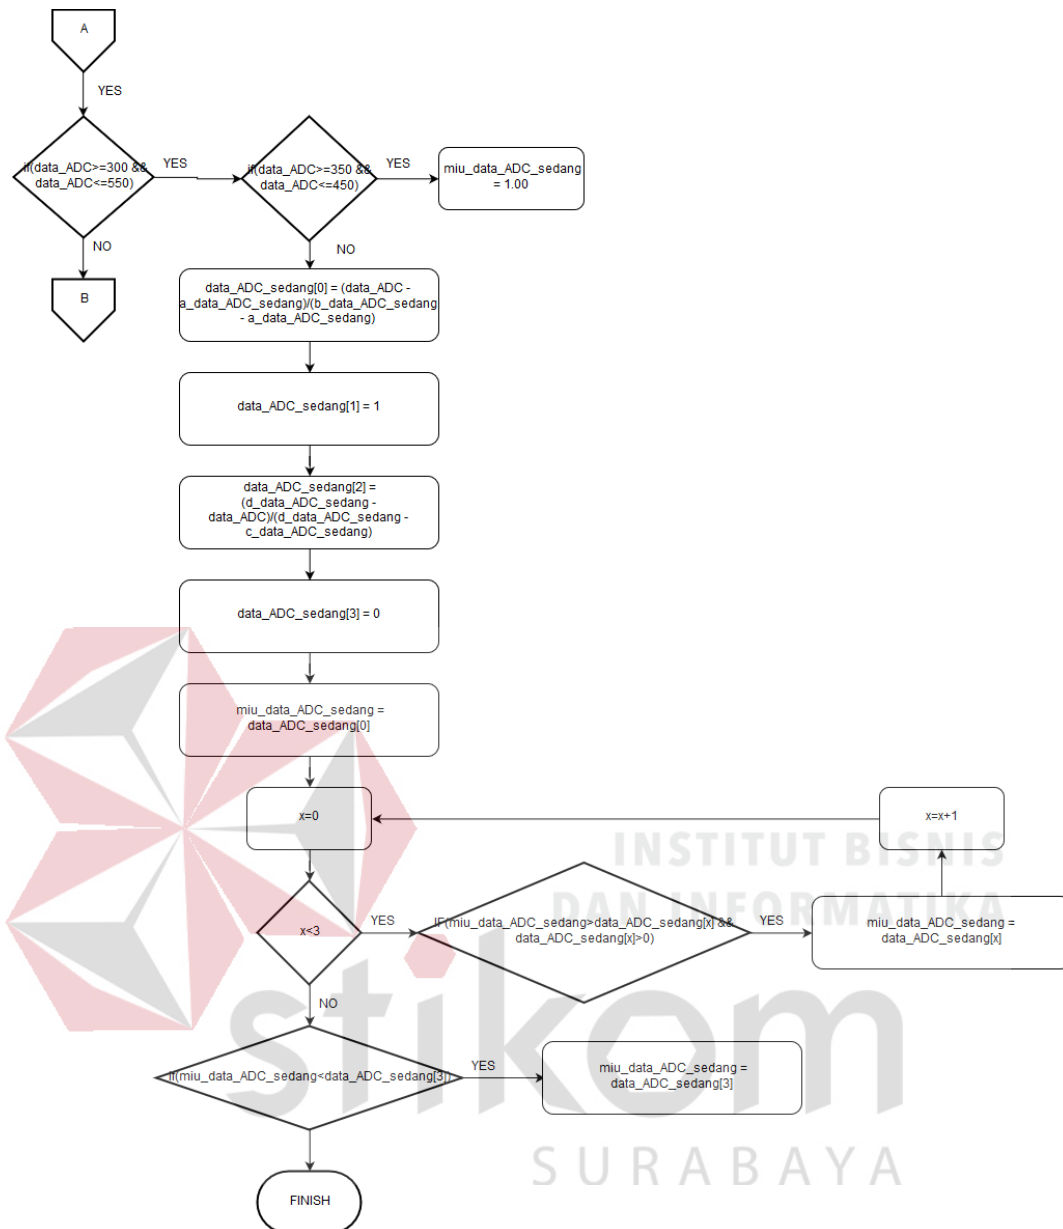 A
YES
if(data_ADC>=300 &&
data_ADC<=550)
YES
if(data_ADC>=350 &&
data_ADC<=450)
YES
miu_data_ADC_sedang
= 1.00
NO
B
NO
data_ADC_sedang[0] = (data_ADC -
a_data_ADC_sedang)/(b_data_ADC_sedang
- a_data_ADC_sedang)
data_ADC_sedang[1] = 1
data_ADC_sedang[2] =
(d_data_ADC_sedang -
data_ADC)/(d_data_ADC_sedang -
c_data_ADC_sedang)
data_ADC_sedang[3] = 0
miu_data_ADC_sedang =
data_ADC_sedang[0]
x=0
x=x+1
x<3
YES
IF(miu_data_ADC_sedang>data_ADC_sedang[x] &&
data_ADC_sedang[x]>0)
YES
miu_data_ADC_sedang =
data_ADC_sedang[x]
NO
if(miu_data_ADC_sedang<data_ADC_sedang[3])
YES
miu_data_ADC_sedang =
data_ADC_sedang[3]
FINISH
INSTITUT BISNIS
DAN INFORMATIKA
stikom
SURABAYA